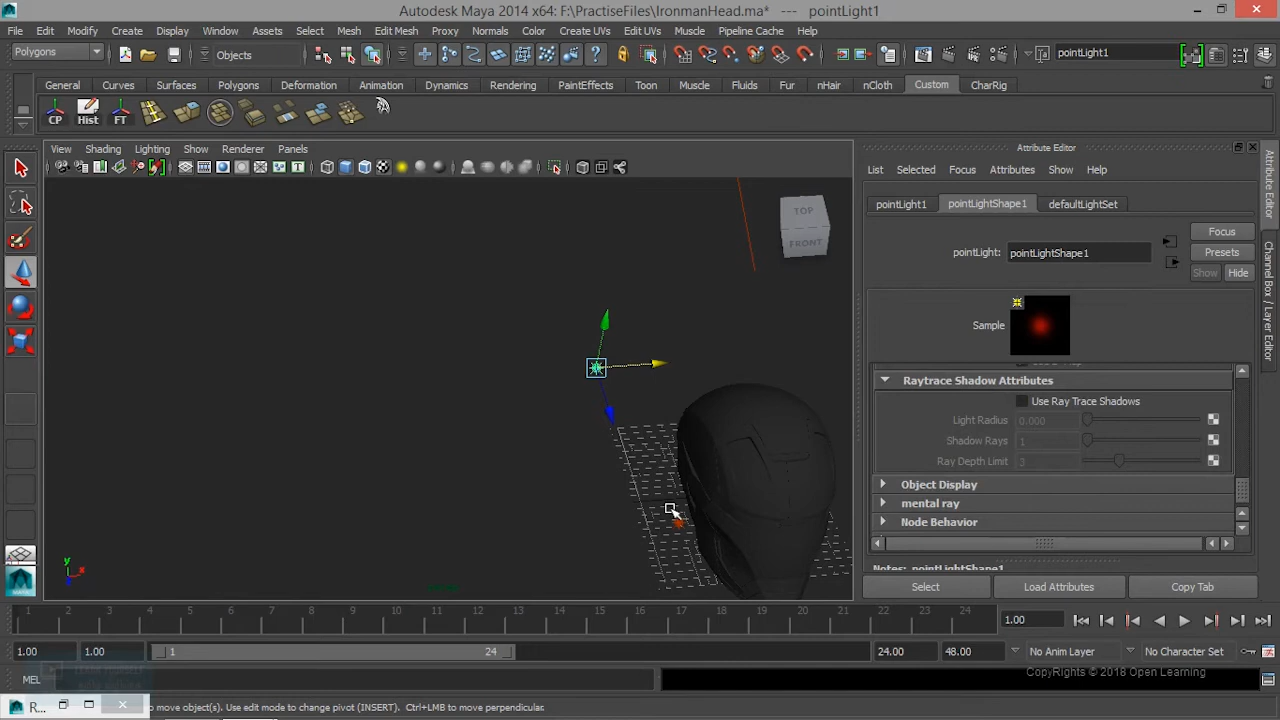 Autodesk Maya 2014 x64: F:\PractiseFiles\IronmanHead.ma* --- pointLight1
File Edit Modify Create Display Window Assets Select Mesh Edit Mesh Proxy Normals Color Create UVs Edit UVs Muscle Pipeline Cache Help
Polygons Objects pointLight1
General Curves Surfaces Polygons Deformation Animation Dynamics Rendering PaintEffects Toon Muscle Fluids Fur nHair nCloth Custom CharRig
CP Hist FT
View Shading Lighting Show Renderer Panels
TOP
FRONT
y
x
Attribute Editor
List Selected Focus Attributes Show Help
pointLight1 pointLightShape1 defaultLightSet
Focus
pointLight: pointLightShape1 Presets
Show Hide
Sample
Raytrace Shadow Attributes
Use Ray Trace Shadows
Light Radius 0.000
Shadow Rays 1
Ray Depth Limit 3
Object Display
mental ray
Node Behavior
Notes: pointLightShape1
Select Load Attributes Copy Tab
Attribute Editor
Channel Box / Layer Editor
1 2 3 4 5 6 7 8 9 10 11 12 13 14 15 16 17 18 19 20 21 22 23 24 1.00
1.00 1.00 1 24 24.00 48.00 No Anim Layer No Character Set
MEL CopyRights © 2018 Open Learning
R... to move object(s). Use edit mode to change pivot (INSERT). Ctrl+LMB to move perpendicular.